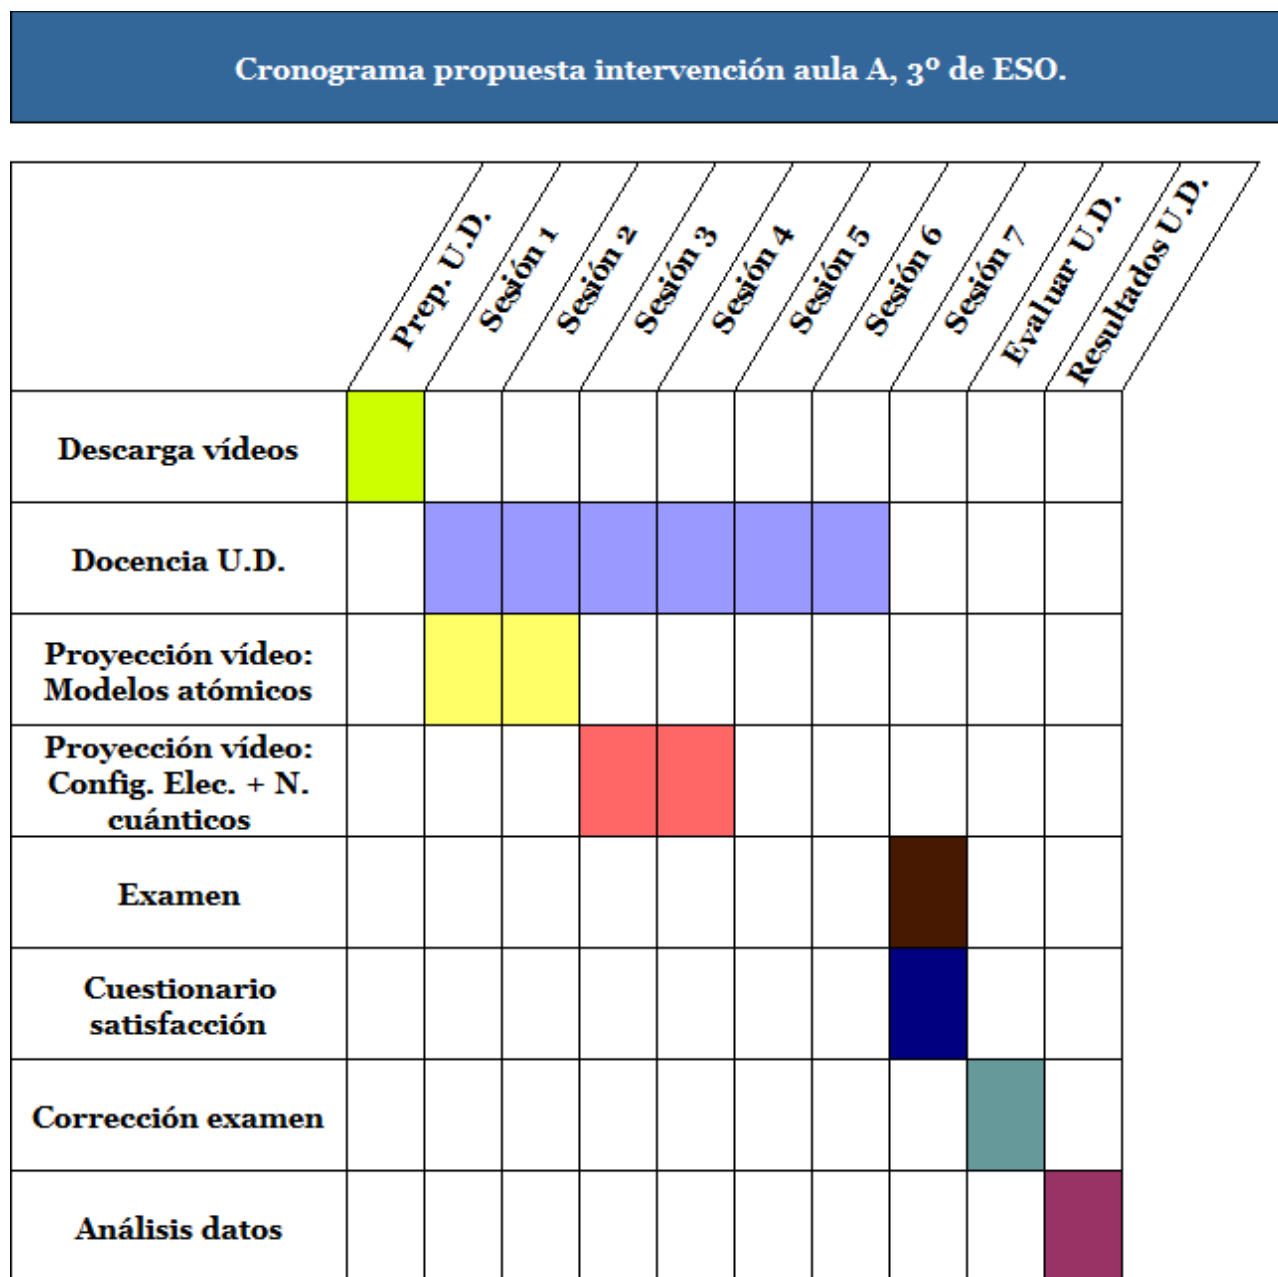 Cronograma propuesta intervención aula A, 3º de ESO.
Prep. U.D.
Sesión 1
Sesión 2
Sesión 3
Sesión 4
Sesión 5
Sesión 6
Sesión 7
Evaluar U.D.
Resultados U.D.
Descarga vídeos
Docencia U.D.
Proyección vídeo:
Modelos atómicos
Proyección vídeo:
Config. Elec. + N.
cuánticos
Examen
Cuestionario
satisfacción
Corrección examen
Análisis datos